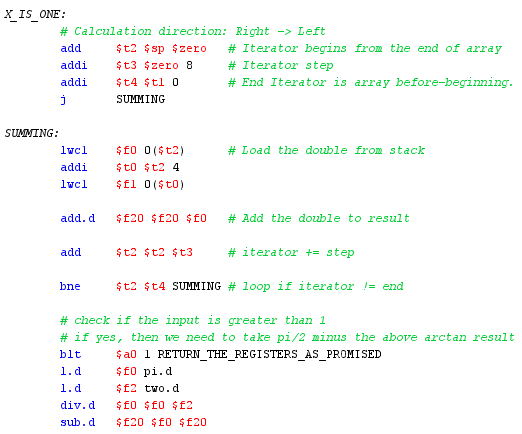 X_IS_ONE:
# Calculation direction: Right -> Left
add $t2 $sp $zero # Iterator begins from the end of array
addi $t3 $zero 8 # Iterator step
addi $t4 $t1 0 # End Iterator is array before-beginning.
j SUMMING
SUMMING:
lwc1 $f0 0($t2) # Load the double from stack
addi $t0 $t2 4
lwc1 $f1 0($t0)
add.d $f20 $f20 $f0 # Add the double to result
add $t2 $t2 $t3 # iterator += step
bne $t2 $t4 SUMMING # loop if iterator != end
# check if the input is greater than 1
# if yes, then we need to take pi/2 minus the above arctan result
blt $a0 1 RETURN_THE_REGISTERS_AS_PROMISED
l.d $f0 pi.d
l.d $f2 two.d
div.d $f0 $f0 $f2
sub.d $f20 $f0 $f20